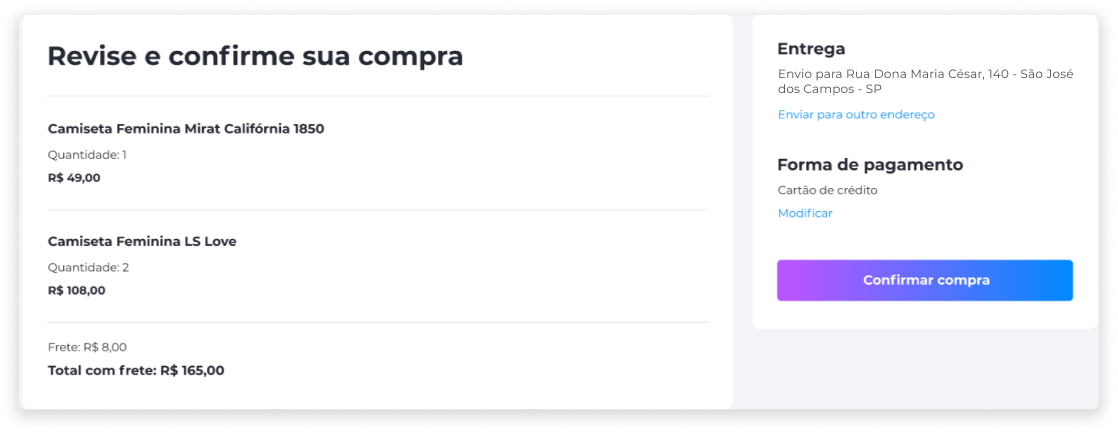 Revise e confirme sua compra
Camiseta Feminina Mirat Califórnia 1850
Quantidade: 1
R$ 49,00
Camiseta Feminina LS Love
Quantidade: 2
R$ 108,00
Frete: R$ 8,00
Total com frete: R$ 165,00
Entrega
Envio para Rua Dona Maria César, 140 - São José
dos Campos - SP
Enviar para outro endereço
Forma de pagamento
Cartão de crédito
Modificar
Confirmar compra